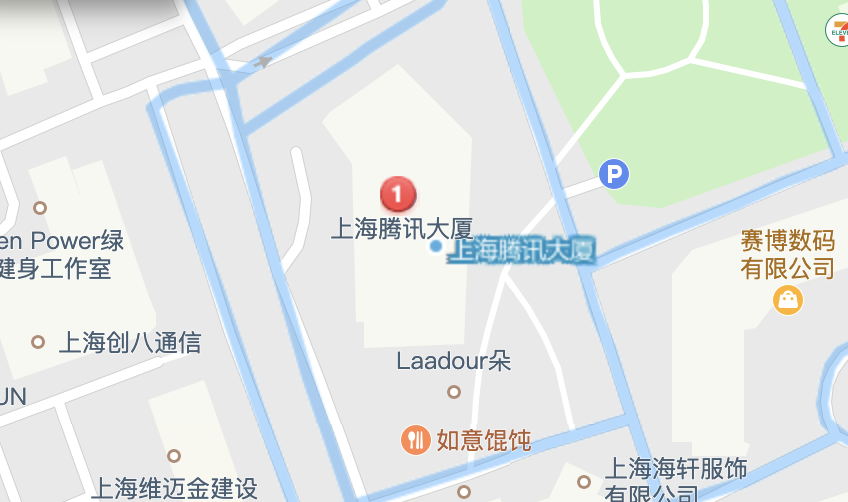 ELEVEn
P
1
上海腾讯大厦
上海腾讯大厦
en Power绿
健身工作室
赛博数码
有限公司
上海创八通信
Laadour朵
UN
如意馄饨
上海海轩服饰
有限公司
上海维迈金建设